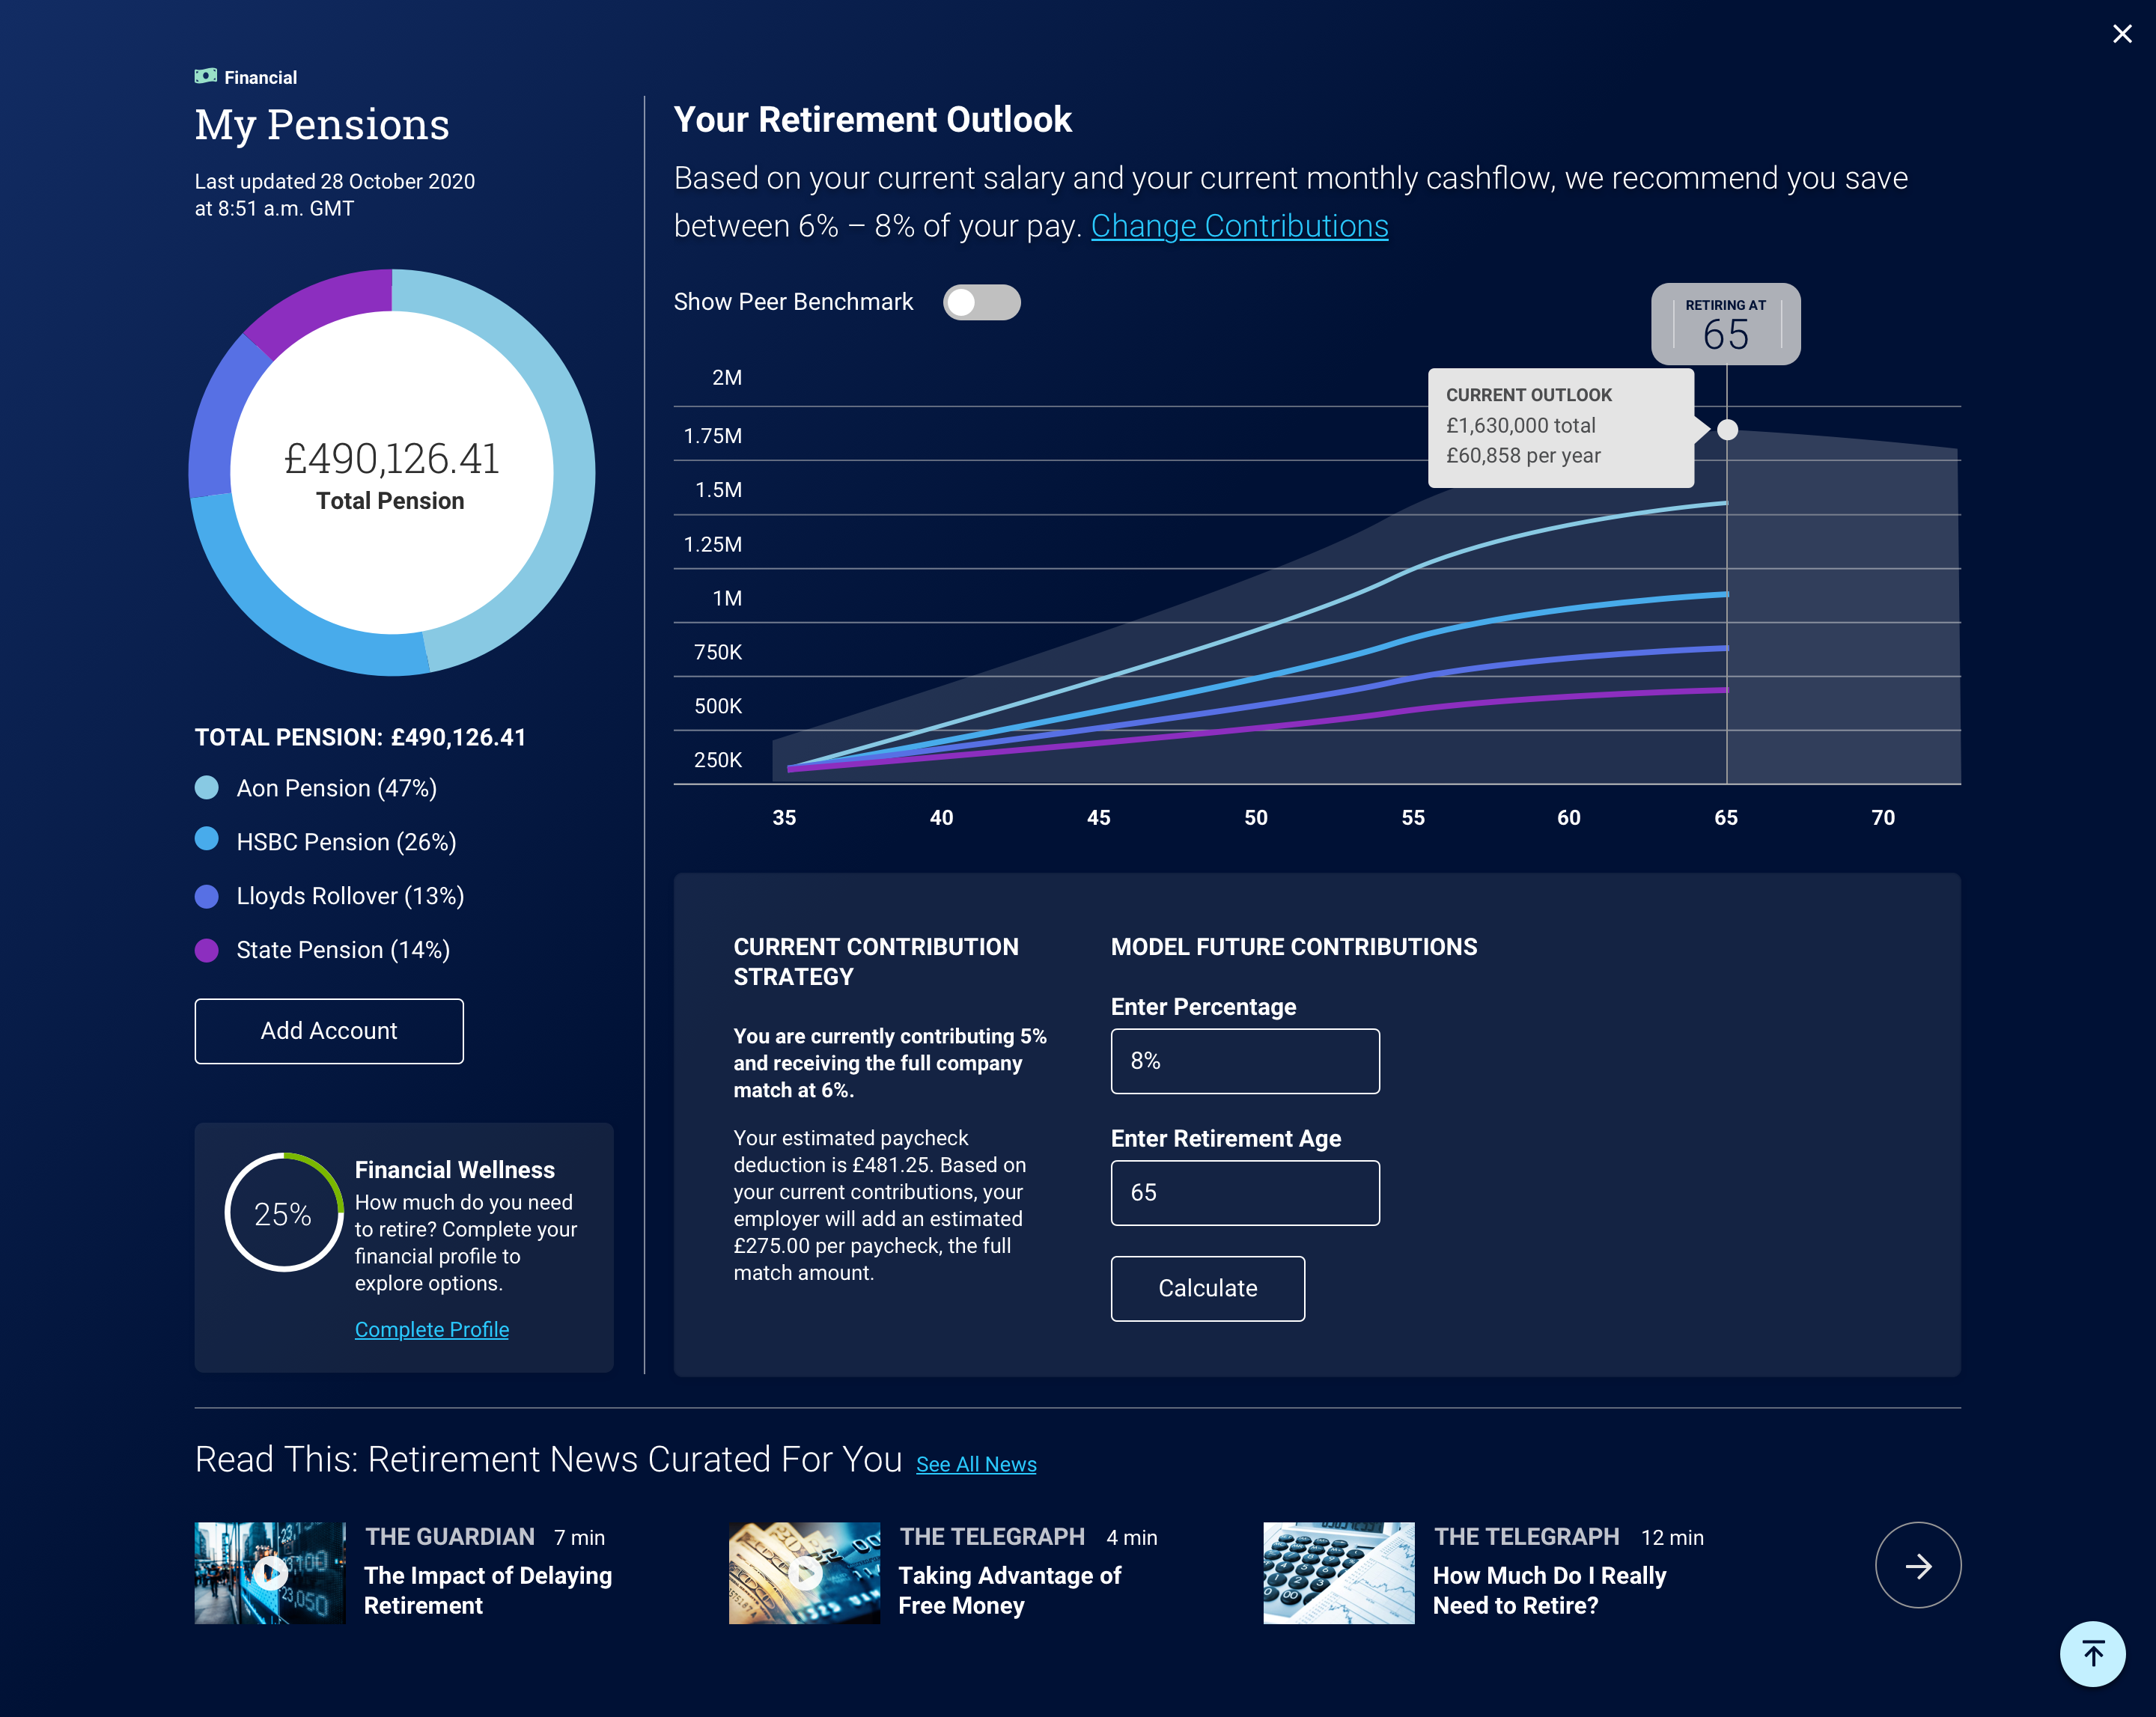 Financial
My Pensions
Last updated 28 October 2020
at 8:51 a.m. GMT
£490,126.41
Total Pension
TOTAL PENSION: £490,126.41
Aon Pension (47%)
HSBC Pension (26%)
Lloyds Rollover (13%)
State Pension (14%)
Add Account
25%
Financial Wellness
How much do you need
to retire? Complete your
financial profile to
explore options.
Complete Profile
Your Retirement Outlook
Based on your current salary and your current monthly cashflow, we recommend you save
between 6% – 8% of your pay. Change Contributions
Show Peer Benchmark
RETIRING AT
65
CURRENT OUTLOOK
£1,630,000 total
£60,858 per year
2M
1.75M
1.5M
1.25M
1M
750K
500K
250K
35 40 45 50 55 60 65 70
CURRENT CONTRIBUTION
STRATEGY
You are currently contributing 5%
and receiving the full company
match at 6%.
Your estimated paycheck
deduction is £481.25. Based on
your current contributions, your
employer will add an estimated
£275.00 per paycheck, the full
match amount.
MODEL FUTURE CONTRIBUTIONS
Enter Percentage
8%
Enter Retirement Age
65
Calculate
Read This: Retirement News Curated For You See All News
23,050
THE GUARDIAN 7 min
The Impact of Delaying
Retirement
THE TELEGRAPH 4 min
Taking Advantage of
Free Money
THE TELEGRAPH 12 min
How Much Do I Really
Need to Retire?